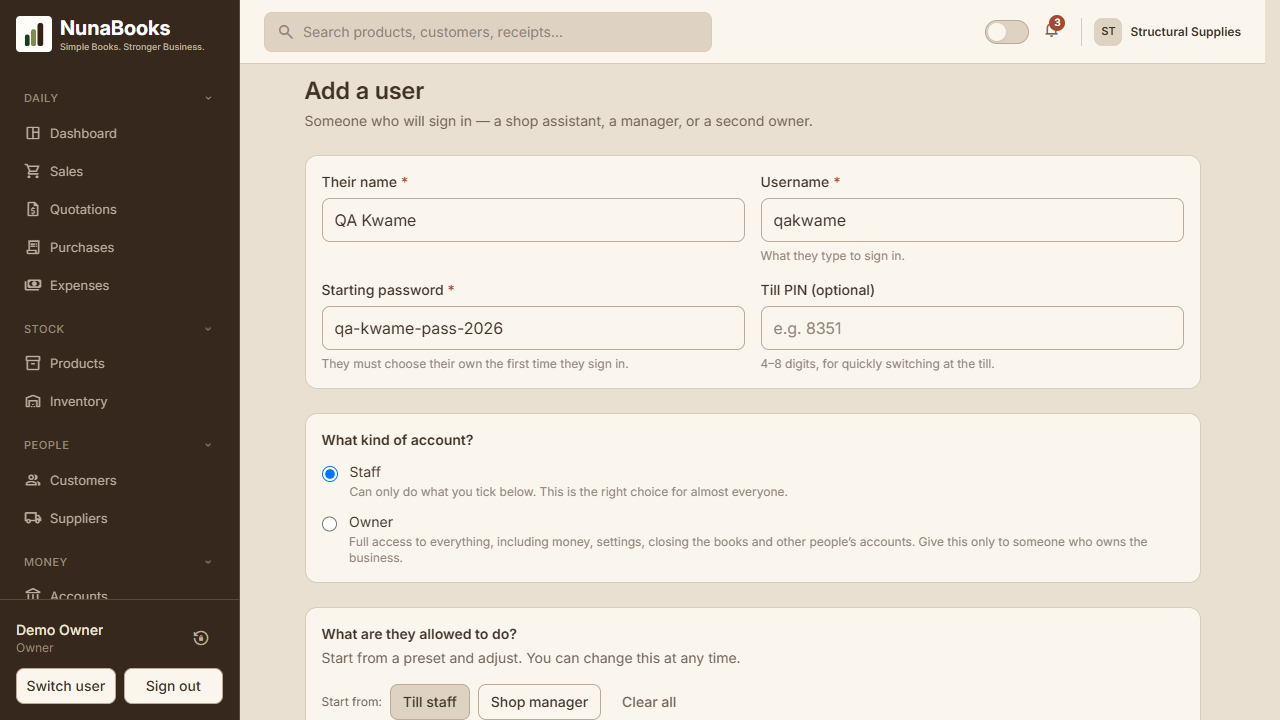 NunaBooks
Simple Books. Stronger Business.
DAILY
Dashboard
Sales
Quotations
Purchases
Expenses
STOCK
Products
Inventory
PEOPLE
Customers
Suppliers
MONEY
Accounts
Demo Owner
Owner
Switch user
Sign out
Search products, customers, receipts...
3
ST
Structural Supplies
Add a user
Someone who will sign in — a shop assistant, a manager, or a second owner.
Their name *
Username *
QA Kwame
qakwame
What they type to sign in.
Starting password *
Till PIN (optional)
qa-kwame-pass-2026
e.g. 8351
They must choose their own the first time they sign in.
4–8 digits, for quickly switching at the till.
What kind of account?
Staff
Can only do what you tick below. This is the right choice for almost everyone.
Owner
Full access to everything, including money, settings, closing the books and other people's accounts. Give this only to someone who owns the
business.
What are they allowed to do?
Start from a preset and adjust. You can change this at any time.
Start from:
Till staff
Shop manager
Clear all